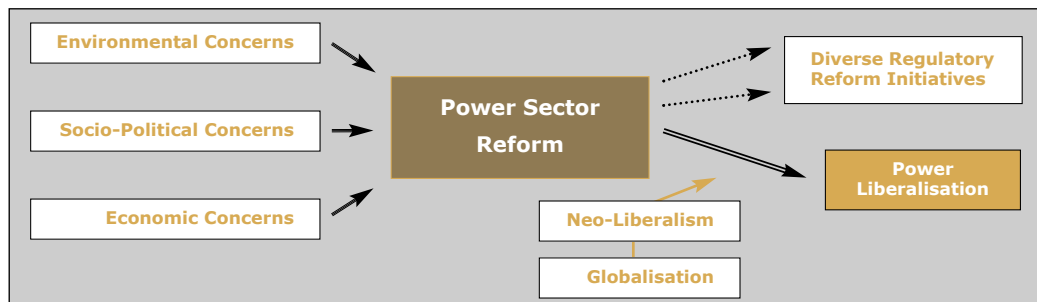 Environmental Concerns
Socio-Political Concerns
Economic Concerns
Power Sector
Reform
Diverse Regulatory
Reform Initiatives
Power
Liberalisation
Neo-Liberalism
Globalisation